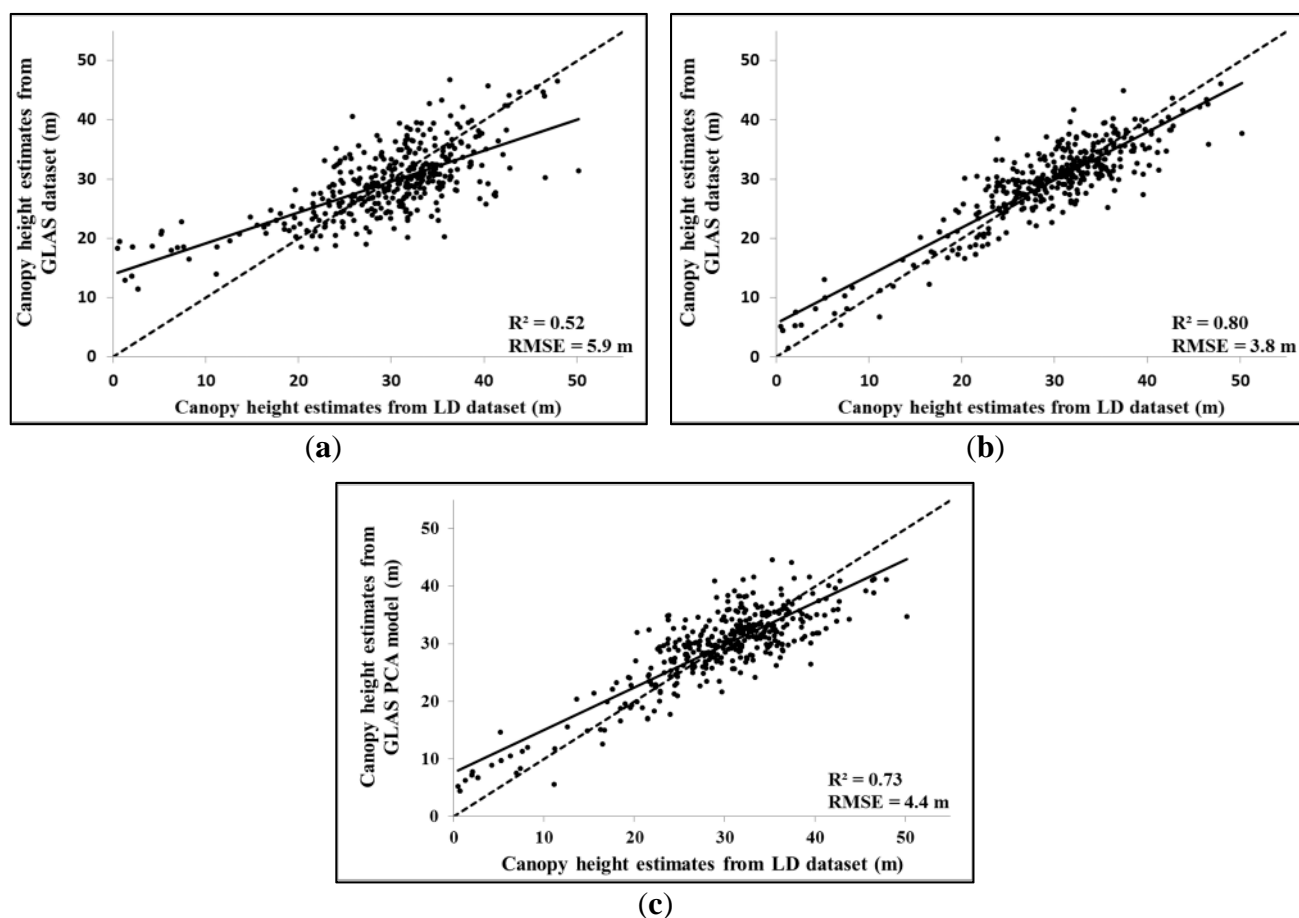 50
40
30
20
10
0
Canopy height estimates from
GLAS dataset (m)
R² = 0.52
RMSE = 5.9 m
0 10 20 30 40 50
Canopy height estimates from LD dataset (m)
(a)
50
40
30
20
10
0
Canopy height estimates from
GLAS dataset (m)
R² = 0.80
RMSE = 3.8 m
0 10 20 30 40 50
Canopy height estimates from LD dataset (m)
(b)
50
40
30
20
10
0
Canopy height estimates from
GLAS PCA model (m)
R² = 0.73
RMSE = 4.4 m
0 10 20 30 40 50
Canopy height estimates from LD dataset (m)
(c)